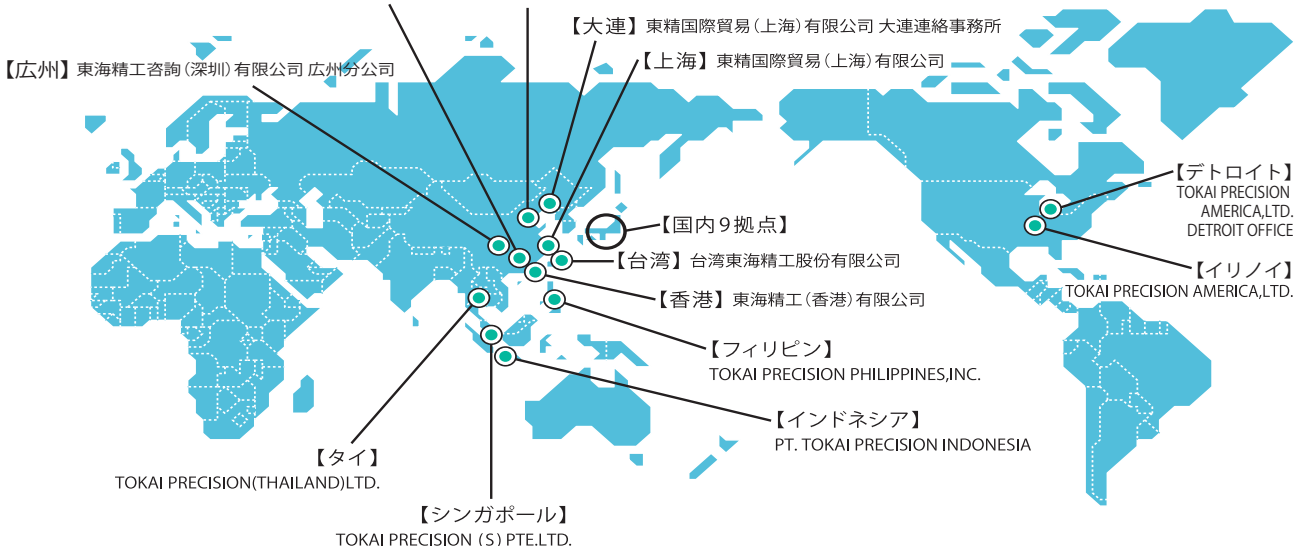 【大連】東精国際貿易(上海)有限公司 大連連絡事務所
【上海】東精国際貿易(上海)有限公司
【広州】東海精工咨詢(深圳)有限公司 広州分公司
【デトロイト】
TOKAI PRECISION
AMERICA,LTD.
DETROIT OFFICE
【国内9拠点】
【台湾】台湾東海精工股份有限公司
【イリノイ】
TOKAI PRECISION AMERICA,LTD.
【香港】東海精工(香港)有限公司
【フィリピン】
TOKAI PRECISION PHILIPPINES,INC.
【インドネシア】
PT. TOKAI PRECISION INDONESIA
【タイ】
TOKAI PRECISION(THAILAND)LTD.
【シンガポール】
TOKAI PRECISION (S) PTE.LTD.